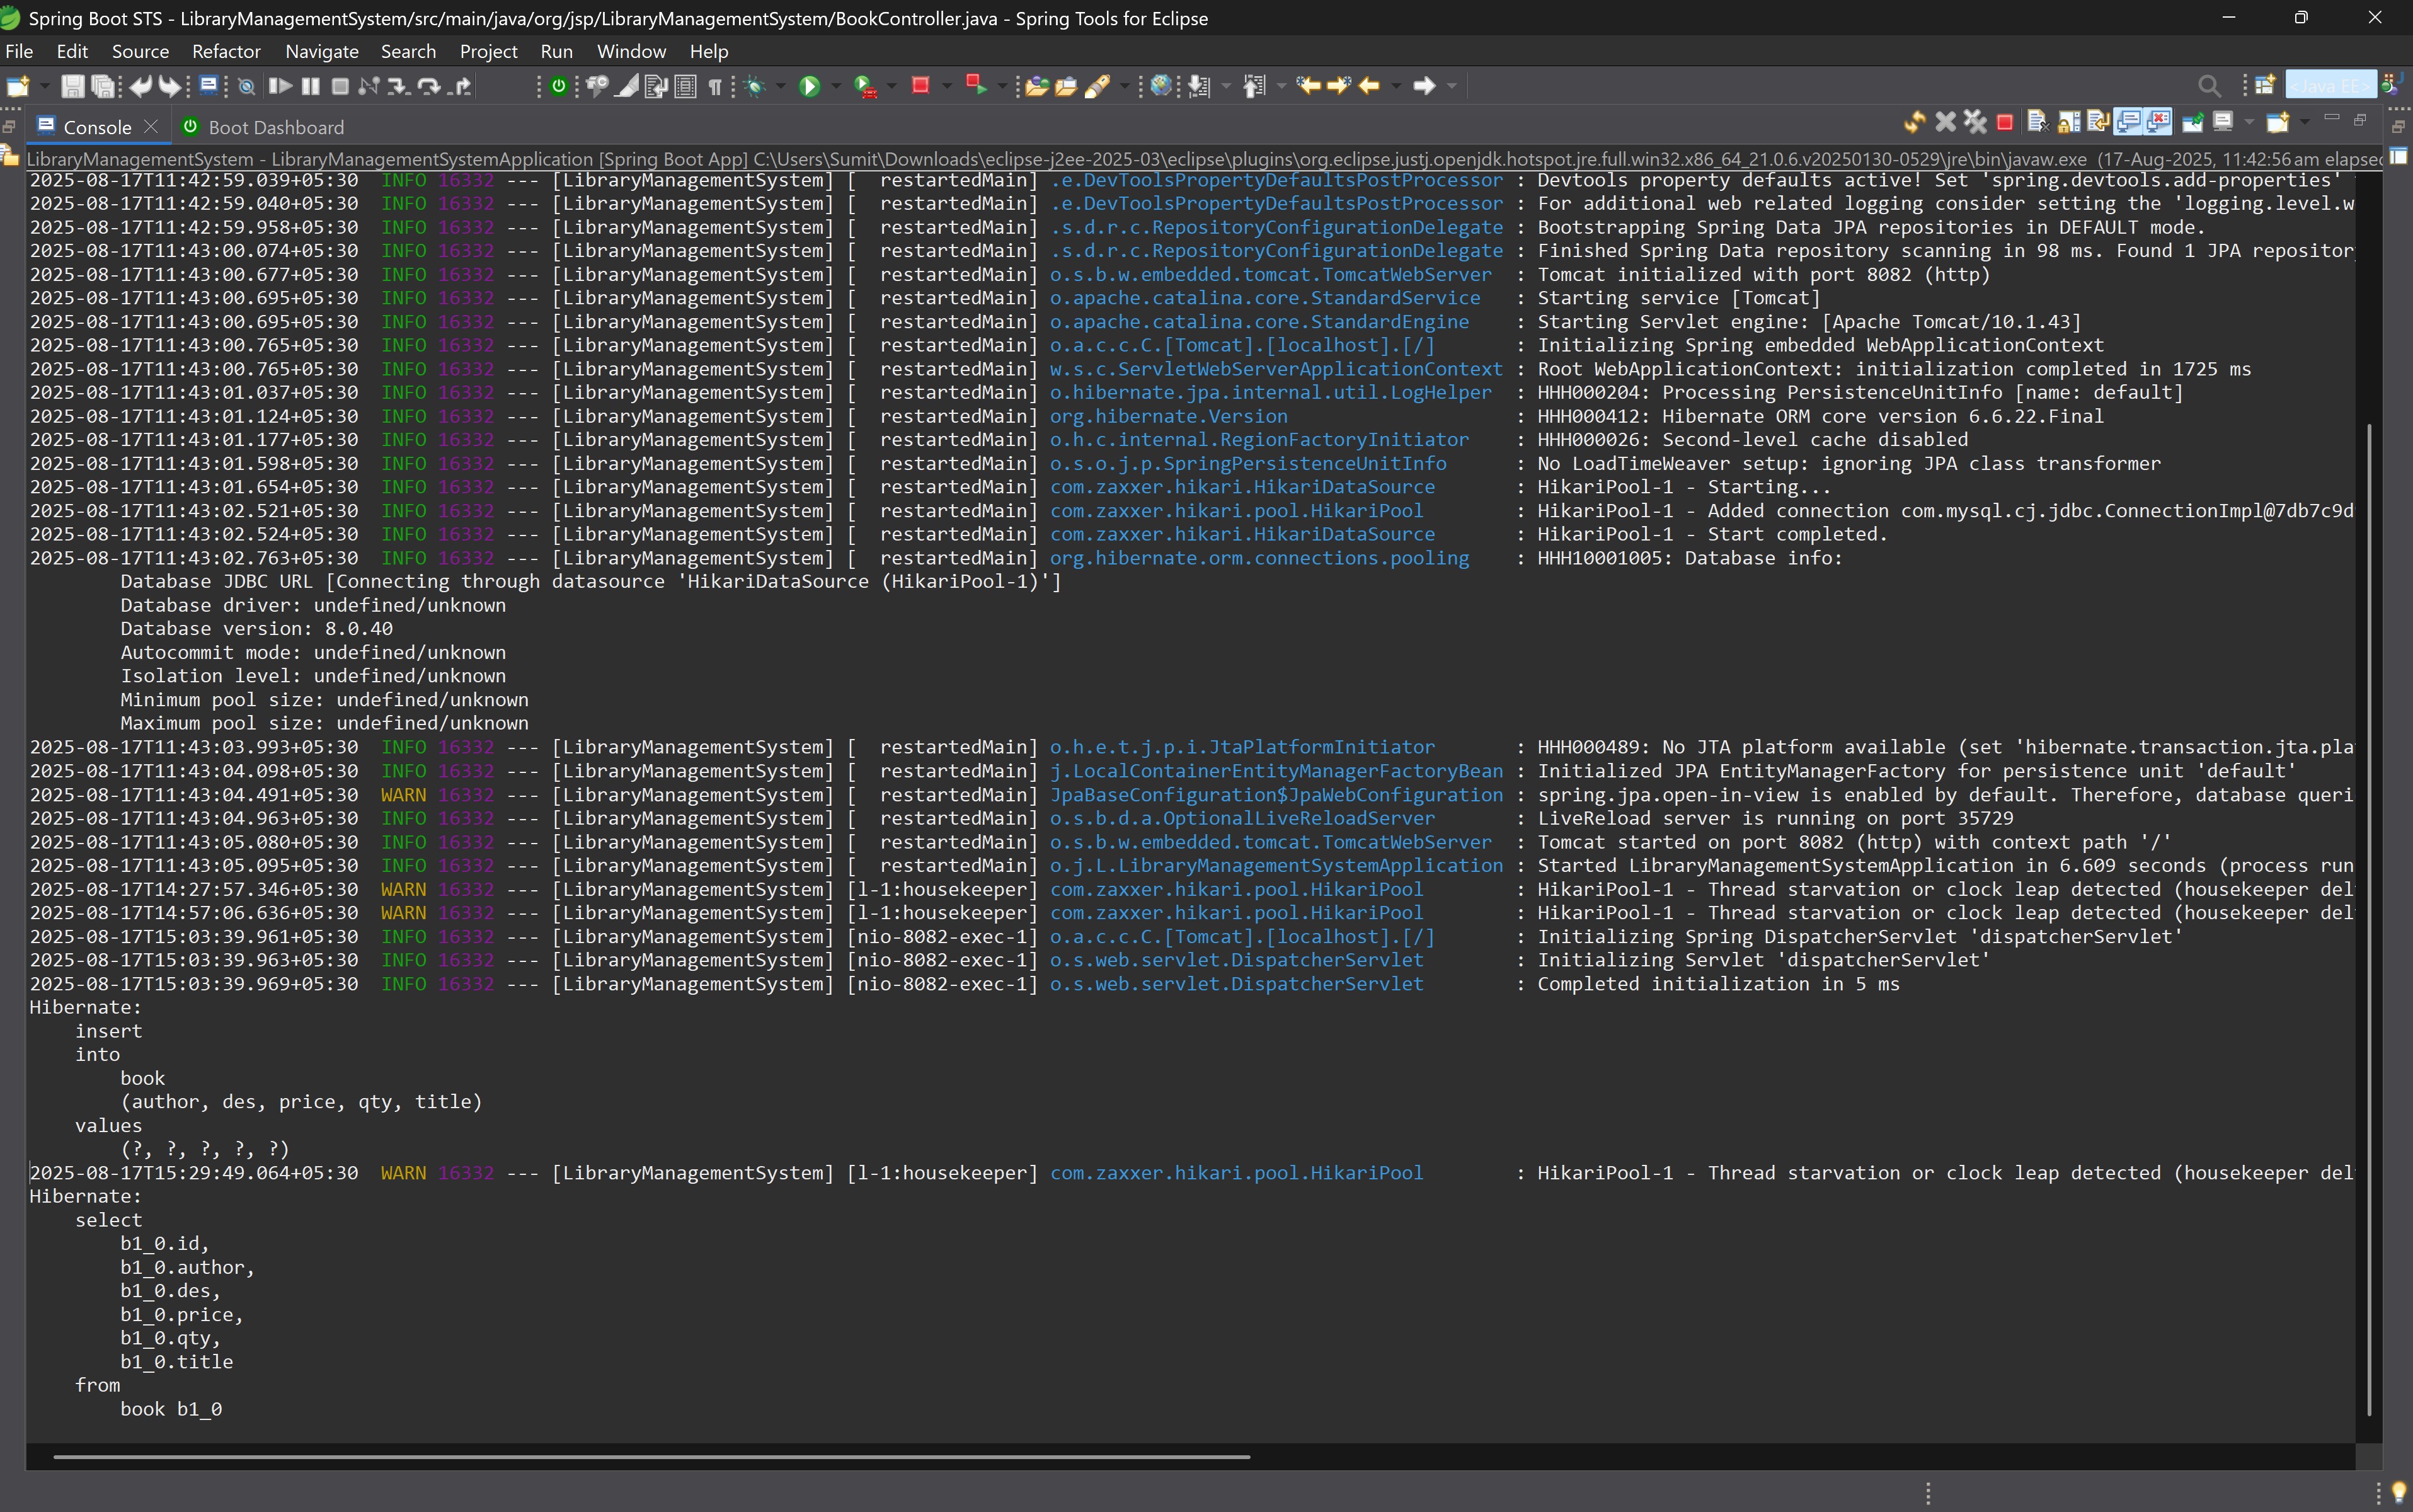 Spring Boot STS - LibraryManagementSystem/src/main/java/org/jsp/LibraryManagementSystem/BookController.java - Spring Tools for Eclipse
File Edit Source Refactor Navigate Search Project Run Window Help
<Java EE>
Console Boot Dashboard
LibraryManagementSystem - LibraryManagementSystemApplication [Spring Boot App] C:\Users\Sumit\Downloads\eclipse-j2ee-2025-03\eclipse\plugins\org.eclipse.justj.openjdk.hotspot.jre.full.win32.x86_64_21.0.6.v20250130-0529\jre\bin\javaw.exe (17-Aug-2025, 11:42:56 am elapsed
2025-08-17T11:42:59.039+05:30 INFO 16332 --- [LibraryManagementSystem] [ restartedMain] .e.DevToolsPropertyDefaultsPostProcessor : Devtools property defaults active! Set 'spring.devtools.add-properties'
2025-08-17T11:42:59.040+05:30 INFO 16332 --- [LibraryManagementSystem] [ restartedMain] .e.DevToolsPropertyDefaultsPostProcessor : For additional web related logging consider setting the 'logging.level.w
2025-08-17T11:42:59.958+05:30 INFO 16332 --- [LibraryManagementSystem] [ restartedMain] .s.d.r.c.RepositoryConfigurationDelegate : Bootstrapping Spring Data JPA repositories in DEFAULT mode.
2025-08-17T11:43:00.074+05:30 INFO 16332 --- [LibraryManagementSystem] [ restartedMain] .s.d.r.c.RepositoryConfigurationDelegate : Finished Spring Data repository scanning in 98 ms. Found 1 JPA repositor
2025-08-17T11:43:00.677+05:30 INFO 16332 --- [LibraryManagementSystem] [ restartedMain] o.s.b.w.embedded.tomcat.TomcatWebServer : Tomcat initialized with port 8082 (http)
2025-08-17T11:43:00.695+05:30 INFO 16332 --- [LibraryManagementSystem] [ restartedMain] o.apache.catalina.core.StandardService : Starting service [Tomcat]
2025-08-17T11:43:00.695+05:30 INFO 16332 --- [LibraryManagementSystem] [ restartedMain] o.apache.catalina.core.StandardEngine : Starting Servlet engine: [Apache Tomcat/10.1.43]
2025-08-17T11:43:00.765+05:30 INFO 16332 --- [LibraryManagementSystem] [ restartedMain] o.a.c.c.C.[Tomcat].[localhost].[/] : Initializing Spring embedded WebApplicationContext
2025-08-17T11:43:00.765+05:30 INFO 16332 --- [LibraryManagementSystem] [ restartedMain] w.s.c.ServletWebServerApplicationContext : Root WebApplicationContext: initialization completed in 1725 ms
2025-08-17T11:43:01.037+05:30 INFO 16332 --- [LibraryManagementSystem] [ restartedMain] o.hibernate.jpa.internal.util.LogHelper : HHH000204: Processing PersistenceUnitInfo [name: default]
2025-08-17T11:43:01.124+05:30 INFO 16332 --- [LibraryManagementSystem] [ restartedMain] org.hibernate.Version : HHH000412: Hibernate ORM core version 6.6.22.Final
2025-08-17T11:43:01.177+05:30 INFO 16332 --- [LibraryManagementSystem] [ restartedMain] o.h.c.internal.RegionFactoryInitiator : HHH000026: Second-level cache disabled
2025-08-17T11:43:01.598+05:30 INFO 16332 --- [LibraryManagementSystem] [ restartedMain] o.s.o.j.p.SpringPersistenceUnitInfo : No LoadTimeWeaver setup: ignoring JPA class transformer
2025-08-17T11:43:01.654+05:30 INFO 16332 --- [LibraryManagementSystem] [ restartedMain] com.zaxxer.hikari.HikariDataSource : HikariPool-1 - Starting...
2025-08-17T11:43:02.521+05:30 INFO 16332 --- [LibraryManagementSystem] [ restartedMain] com.zaxxer.hikari.pool.HikariPool : HikariPool-1 - Added connection com.mysql.cj.jdbc.ConnectionImpl@7db7c9d
2025-08-17T11:43:02.524+05:30 INFO 16332 --- [LibraryManagementSystem] [ restartedMain] com.zaxxer.hikari.HikariDataSource : HikariPool-1 - Start completed.
2025-08-17T11:43:02.763+05:30 INFO 16332 --- [LibraryManagementSystem] [ restartedMain] org.hibernate.orm.connections.pooling : HHH10001005: Database info:
Database JDBC URL [Connecting through datasource 'HikariDataSource (HikariPool-1)']
Database driver: undefined/unknown
Database version: 8.0.40
Autocommit mode: undefined/unknown
Isolation level: undefined/unknown
Minimum pool size: undefined/unknown
Maximum pool size: undefined/unknown
2025-08-17T11:43:03.993+05:30 INFO 16332 --- [LibraryManagementSystem] [ restartedMain] o.h.e.t.j.p.i.JtaPlatformInitiator : HHH000489: No JTA platform available (set 'hibernate.transaction.jta.pla
2025-08-17T11:43:04.098+05:30 INFO 16332 --- [LibraryManagementSystem] [ restartedMain] j.LocalContainerEntityManagerFactoryBean : Initialized JPA EntityManagerFactory for persistence unit 'default'
2025-08-17T11:43:04.491+05:30 WARN 16332 --- [LibraryManagementSystem] [ restartedMain] JpaBaseConfiguration$JpaWebConfiguration : spring.jpa.open-in-view is enabled by default. Therefore, database queri
2025-08-17T11:43:04.963+05:30 INFO 16332 --- [LibraryManagementSystem] [ restartedMain] o.s.b.d.a.OptionalLiveReloadServer : LiveReload server is running on port 35729
2025-08-17T11:43:05.080+05:30 INFO 16332 --- [LibraryManagementSystem] [ restartedMain] o.s.b.w.embedded.tomcat.TomcatWebServer : Tomcat started on port 8082 (http) with context path '/'
2025-08-17T11:43:05.095+05:30 INFO 16332 --- [LibraryManagementSystem] [ restartedMain] o.j.L.LibraryManagementSystemApplication : Started LibraryManagementSystemApplication in 6.609 seconds (process run
2025-08-17T14:27:57.346+05:30 WARN 16332 --- [LibraryManagementSystem] [l-1:housekeeper] com.zaxxer.hikari.pool.HikariPool : HikariPool-1 - Thread starvation or clock leap detected (housekeeper del
2025-08-17T14:57:06.636+05:30 WARN 16332 --- [LibraryManagementSystem] [l-1:housekeeper] com.zaxxer.hikari.pool.HikariPool : HikariPool-1 - Thread starvation or clock leap detected (housekeeper del
2025-08-17T15:03:39.961+05:30 INFO 16332 --- [LibraryManagementSystem] [nio-8082-exec-1] o.a.c.c.C.[Tomcat].[localhost].[/] : Initializing Spring DispatcherServlet 'dispatcherServlet'
2025-08-17T15:03:39.963+05:30 INFO 16332 --- [LibraryManagementSystem] [nio-8082-exec-1] o.s.web.servlet.DispatcherServlet : Initializing Servlet 'dispatcherServlet'
2025-08-17T15:03:39.969+05:30 INFO 16332 --- [LibraryManagementSystem] [nio-8082-exec-1] o.s.web.servlet.DispatcherServlet : Completed initialization in 5 ms
Hibernate:
insert
into
book
(author, des, price, qty, title)
values
(?, ?, ?, ?, ?)
2025-08-17T15:29:49.064+05:30 WARN 16332 --- [LibraryManagementSystem] [l-1:housekeeper] com.zaxxer.hikari.pool.HikariPool : HikariPool-1 - Thread starvation or clock leap detected (housekeeper del
Hibernate:
select
b1_0.id,
b1_0.author,
b1_0.des,
b1_0.price,
b1_0.qty,
b1_0.title
from
book b1_0